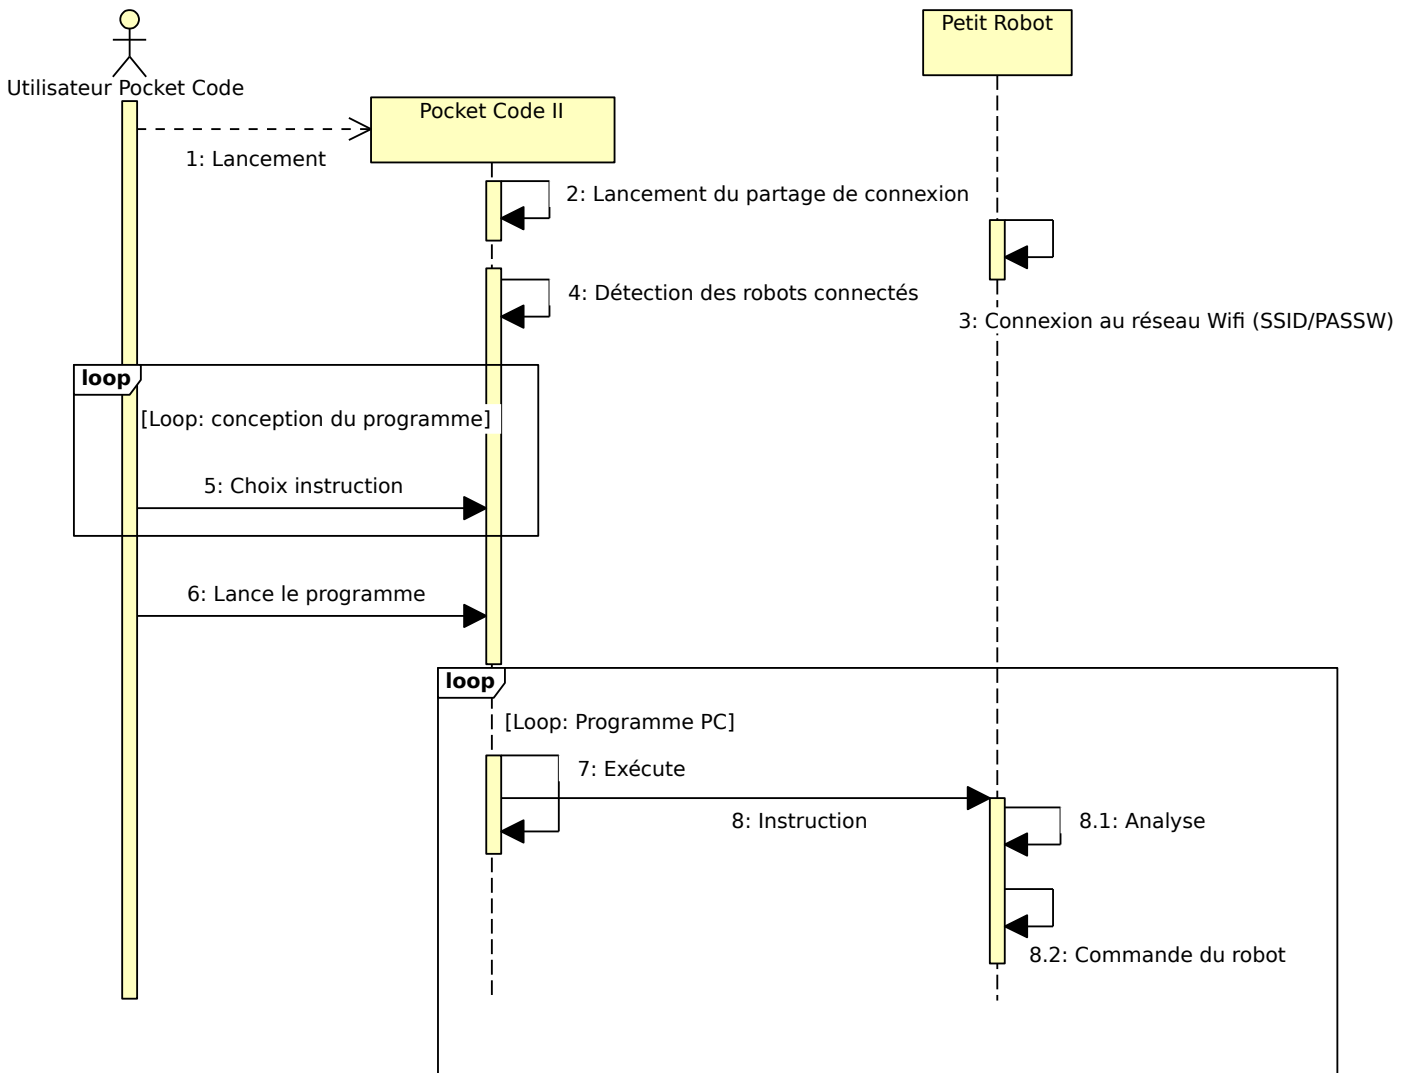 Petit Robot
Utilisateur Pocket Code
Pocket Code II
1: Lancement
2: Lancement du partage de connexion
4: Détection des robots connectés
3: Connexion au réseau Wifi (SSID/PASSW)
loop
[Loop: conception du programme]
5: Choix instruction
6: Lance le programme
loop
[Loop: Programme PC]
7: Exécute
8: Instruction
8.1: Analyse
8.2: Commande du robot